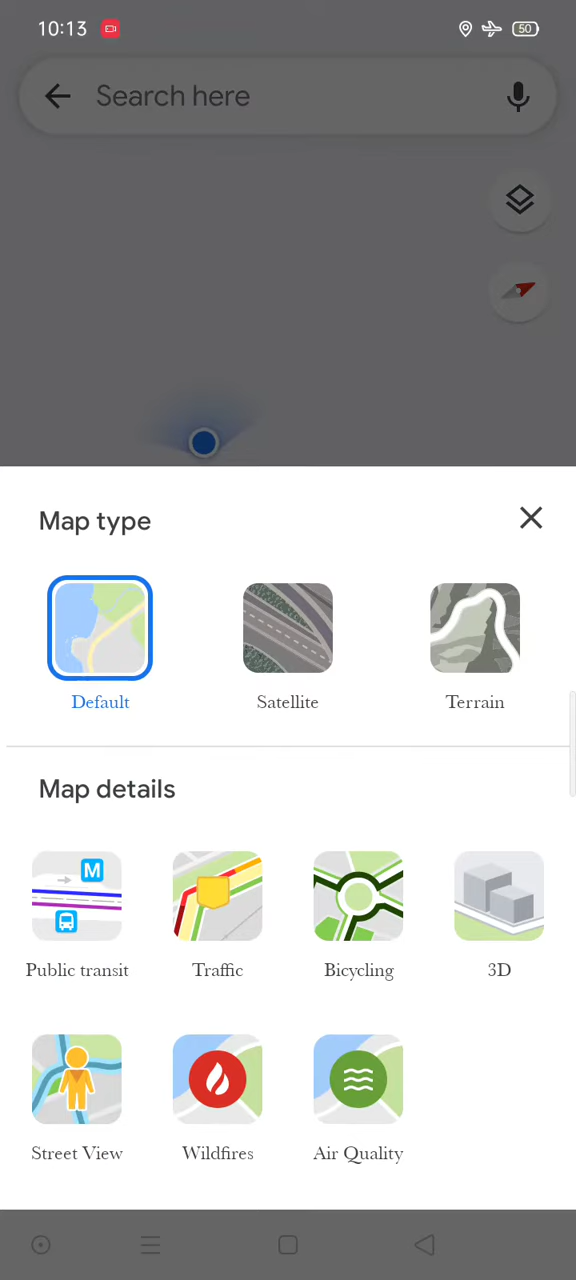 10:13
50
Search here
Map type
Default
Satellite
Terrain
Map details
M
Public transit
Traffic
Bicycling
3D
Street View
Wildfires
Air Quality